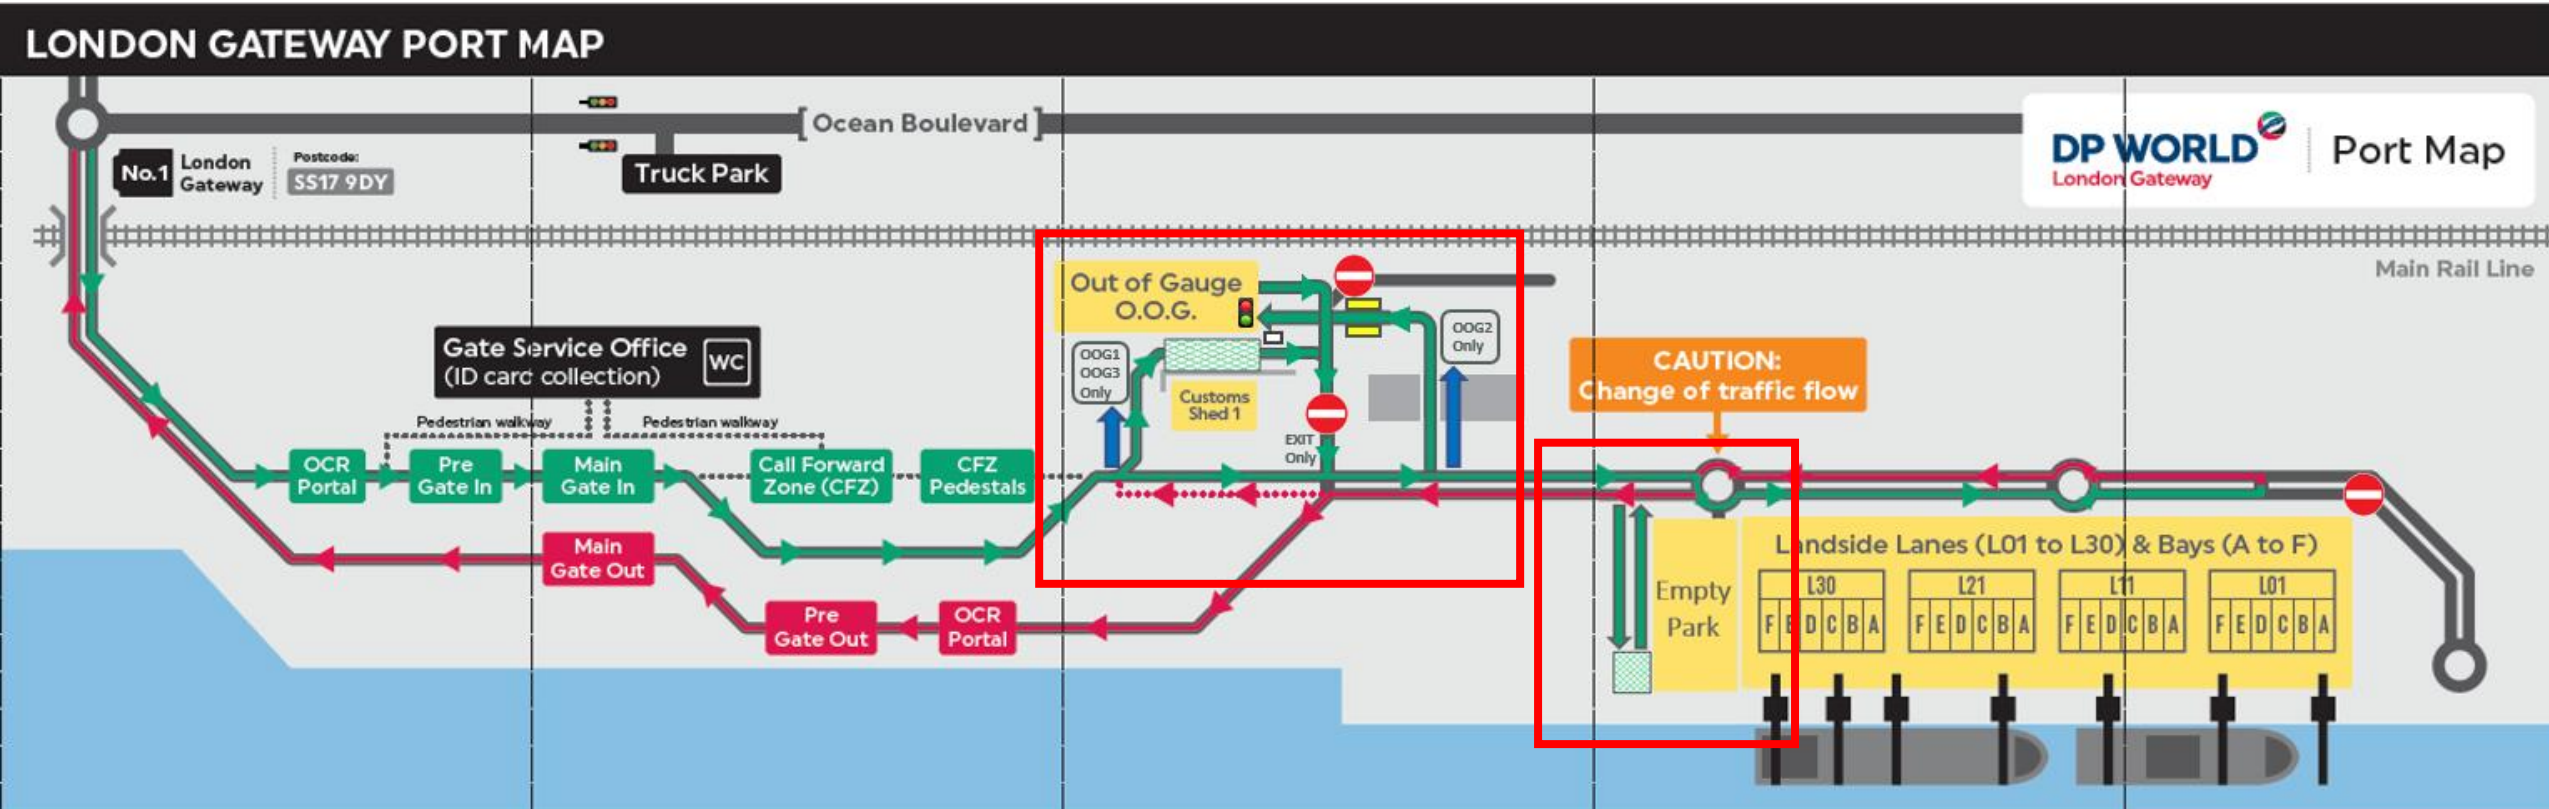 LONDON GATEWAY PORT MAP
[ Ocean Boulevard ]
No.1
London
Gateway
Postcode:
SS17 9DY
Truck Park
DP WORLD
London Gateway
Port Map
Main Rail Line
Out of Gauge
O.O.G.
OOG1
OOG3
Only
OOG2
Only
Customs
Shed 1
EXIT
Only
Gate Service Office
(ID card collection)
WC
Pedestrian walkway
Pedestrian walkway
CAUTION:
Change of traffic flow
OCR
Portal
Pre
Gate In
Main
Gate In
Call Forward
Zone (CFZ)
CFZ
Pedestals
Main
Gate Out
Pre
Gate Out
OCR
Portal
Empty
Park
Landside Lanes (L01 to L30) & Bays (A to F)
L30
F E D C B A
L21
F E D C B A
L11
F E D C B A
L01
F E D C B A